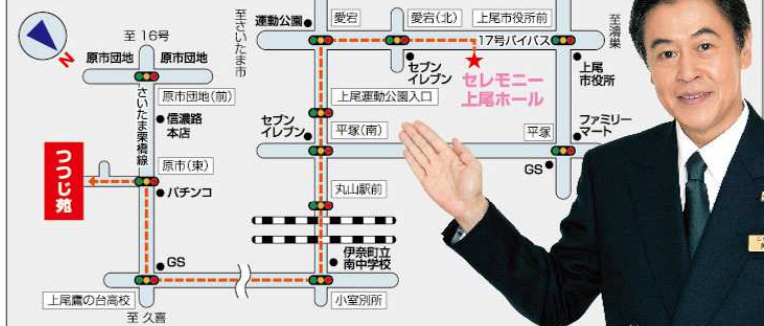 至 16号
原市団地
原市団地
原市団地(前)
信濃路
本店
さいたま栗橋線
つつじ苑
原市(東)
パチンコ
GS
上尾鷹の台高校
至 久喜
N
至さいたま市
運動公園
愛宕
愛宕(北)
上尾市役所前
至鴻巣
17号バイパス
セブン
イレブン
セレモニー
上尾ホール
上尾
市役所
上尾運動公園入口
セブン
イレブン
平塚(南)
平塚
ファミリー
マート
GS
丸山駅前
伊奈町立
南中学校
小室別所